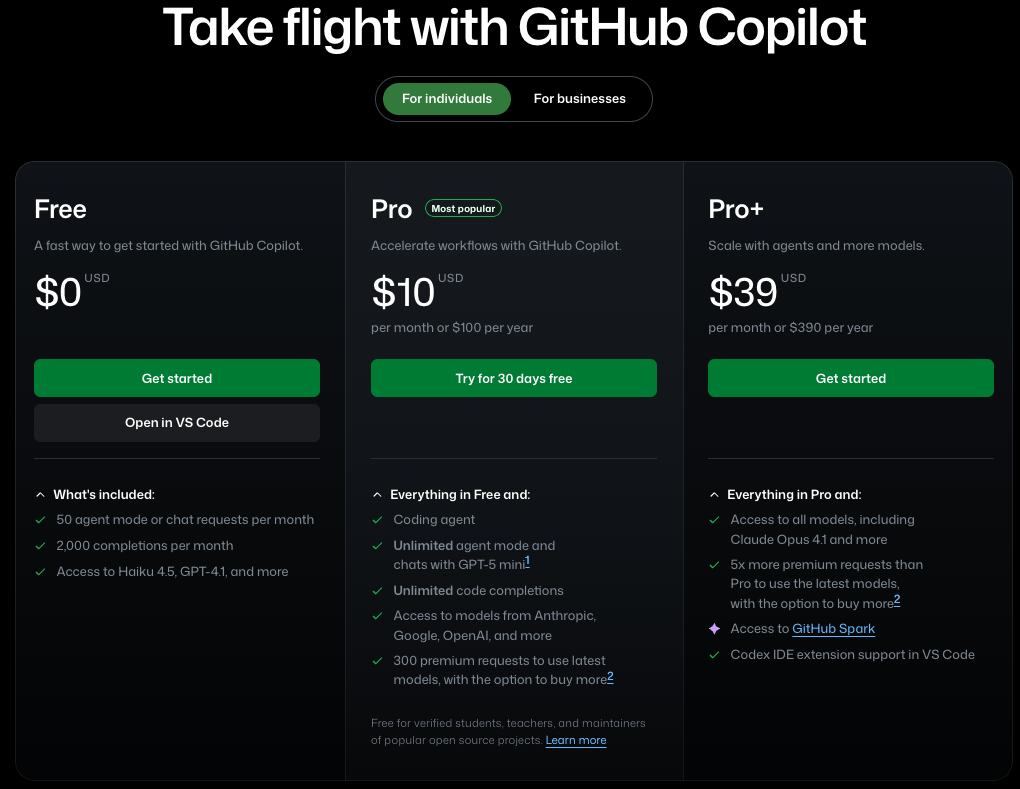 Take flight with GitHub Copilot
For individuals
For businesses
Free
A fast way to get started with GitHub Copilot.
$0 USD
Get started
Open in VS Code
What's included:
50 agent mode or chat requests per month
2,000 completions per month
Access to Haiku 4.5, GPT-4.1, and more
Pro Most popular
Accelerate workflows with GitHub Copilot.
$10 USD
per month or $100 per year
Try for 30 days free
Everything in Free and:
Coding agent
Unlimited agent mode and
chats with GPT-5 mini1
Unlimited code completions
Access to models from Anthropic,
Google, OpenAI, and more
300 premium requests to use latest
models, with the option to buy more2
Free for verified students, teachers, and maintainers
of popular open source projects. Learn more
Pro+
Scale with agents and more models.
$39 USD
per month or $390 per year
Get started
Everything in Pro and:
Access to all models, including
Claude Opus 4.1 and more
5x more premium requests than
Pro to use the latest models,
with the option to buy more2
Access to GitHub Spark
Codex IDE extension support in VS Code